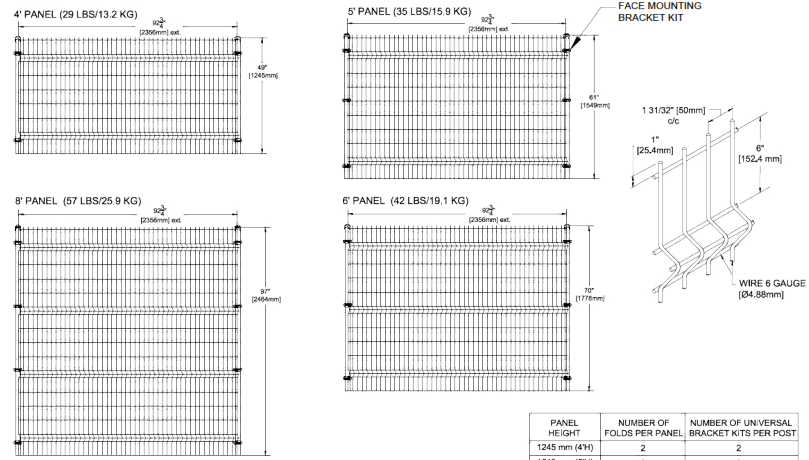 4' PANEL (29 LBS/13.2 KG)
92 3/4"
[2356mm] ext.
49"
[1245mm]
5' PANEL (35 LBS/15.9 KG)
92 3/4"
[2356mm] ext
61"
[1549mm]
FACE MOUNTING
BRACKET KIT
1 31/32" [50mm]
c/c
1"
[25.4mm]
6"
[152.4 mm]
WIRE 6 GAUGE
[Ø4.88mm]
8' PANEL (57 LBS/25.9 KG)
92 3/4"
[2356mm] ext.
97"
[2464mm]
6' PANEL (42 LBS/19.1 KG)
92 3/4"
[2356mm] ext.
70"
[1778mm]
PANEL HEIGHT
NUMBER OF FOLDS PER PANEL
NUMBER OF UNIVERSAL BRACKET KITS PER POST
1245 mm (4'H) 2 2